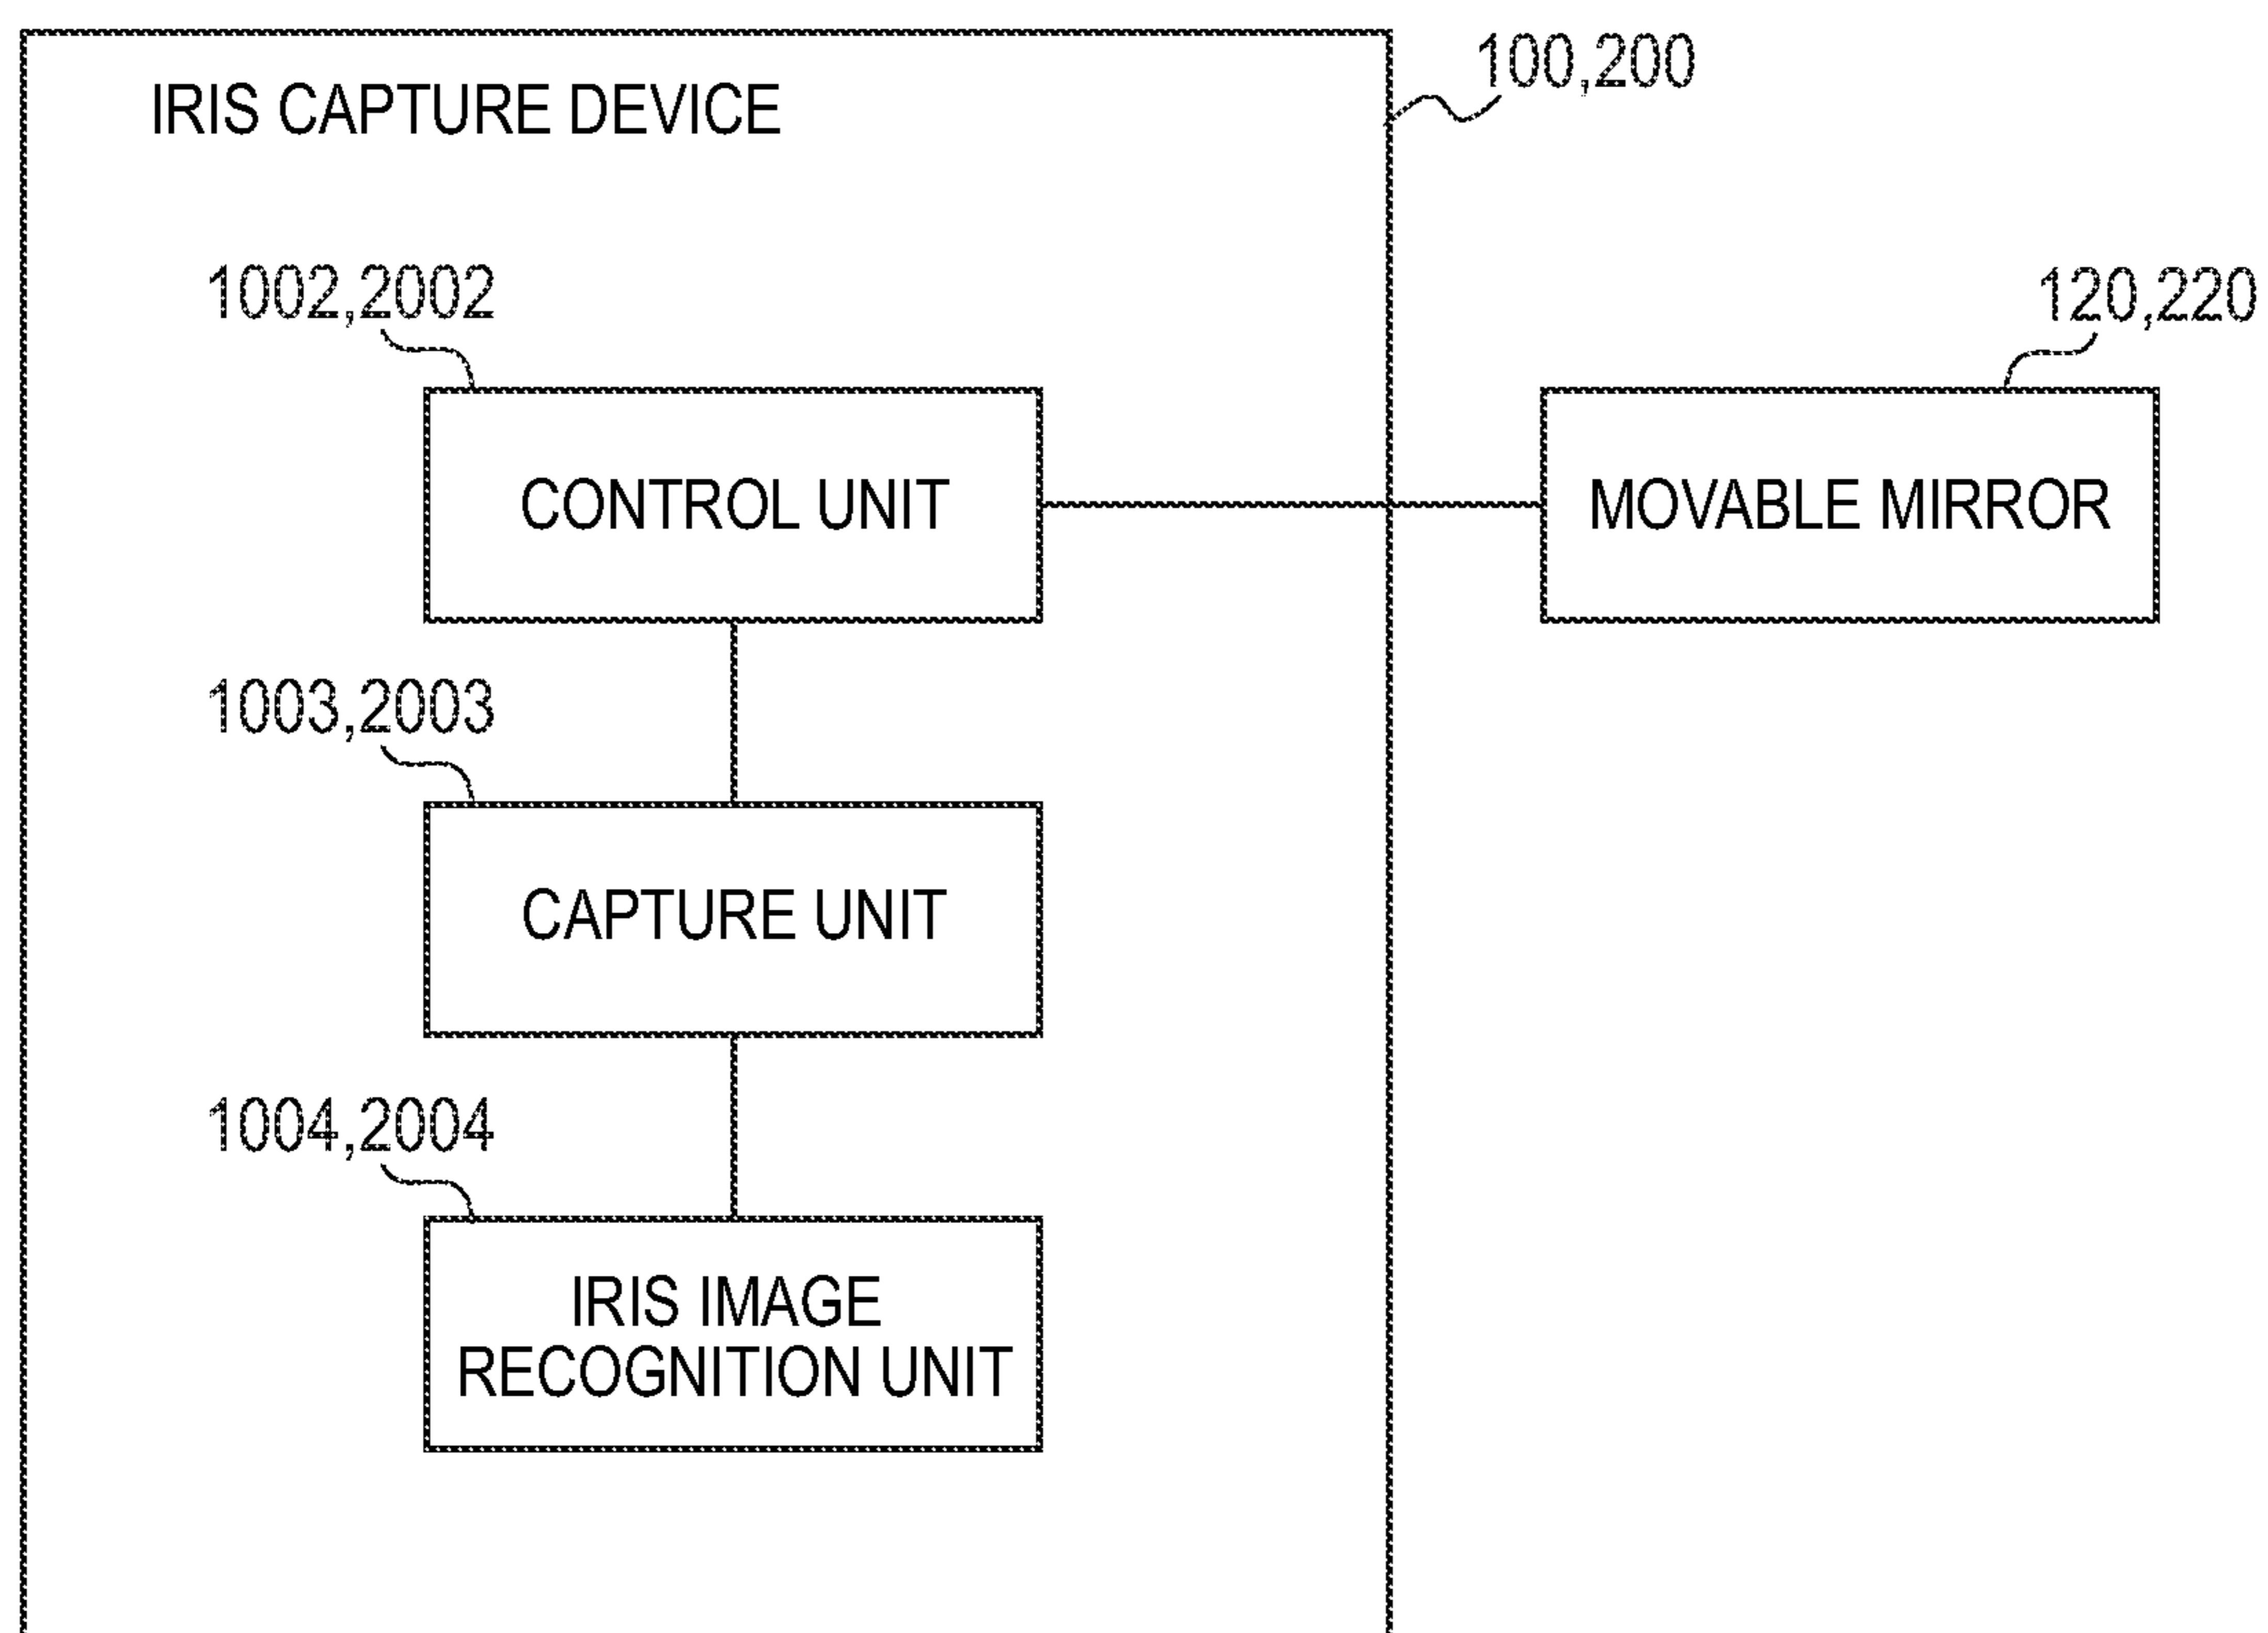 100,200
IRIS CAPTURE DEVICE
1002,2002
120,220
CONTROL UNIT
MOVABLE MIRROR
1003,2003
CAPTURE UNIT
1004,2004
IRIS IMAGE
RECOGNITION UNIT